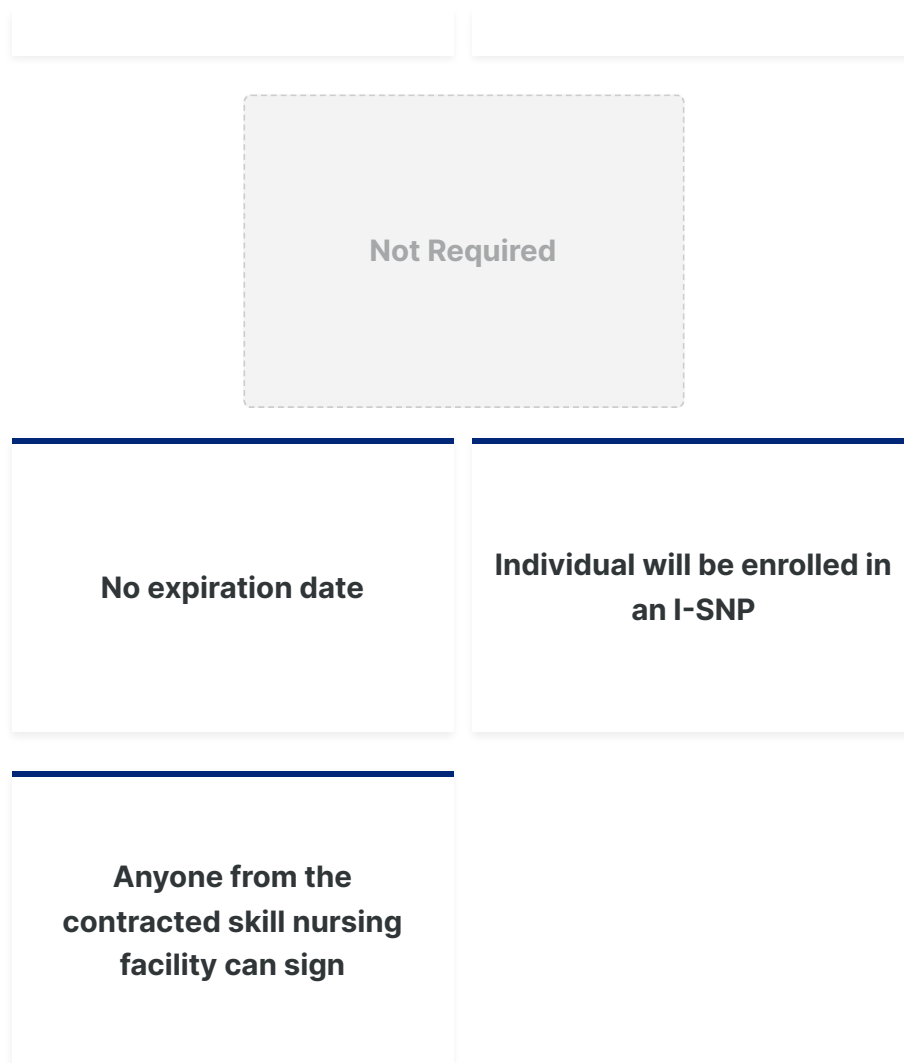 Not Required
No expiration date
Individual will be enrolled in
an I-SNP
Anyone from the
contracted skill nursing
facility can sign